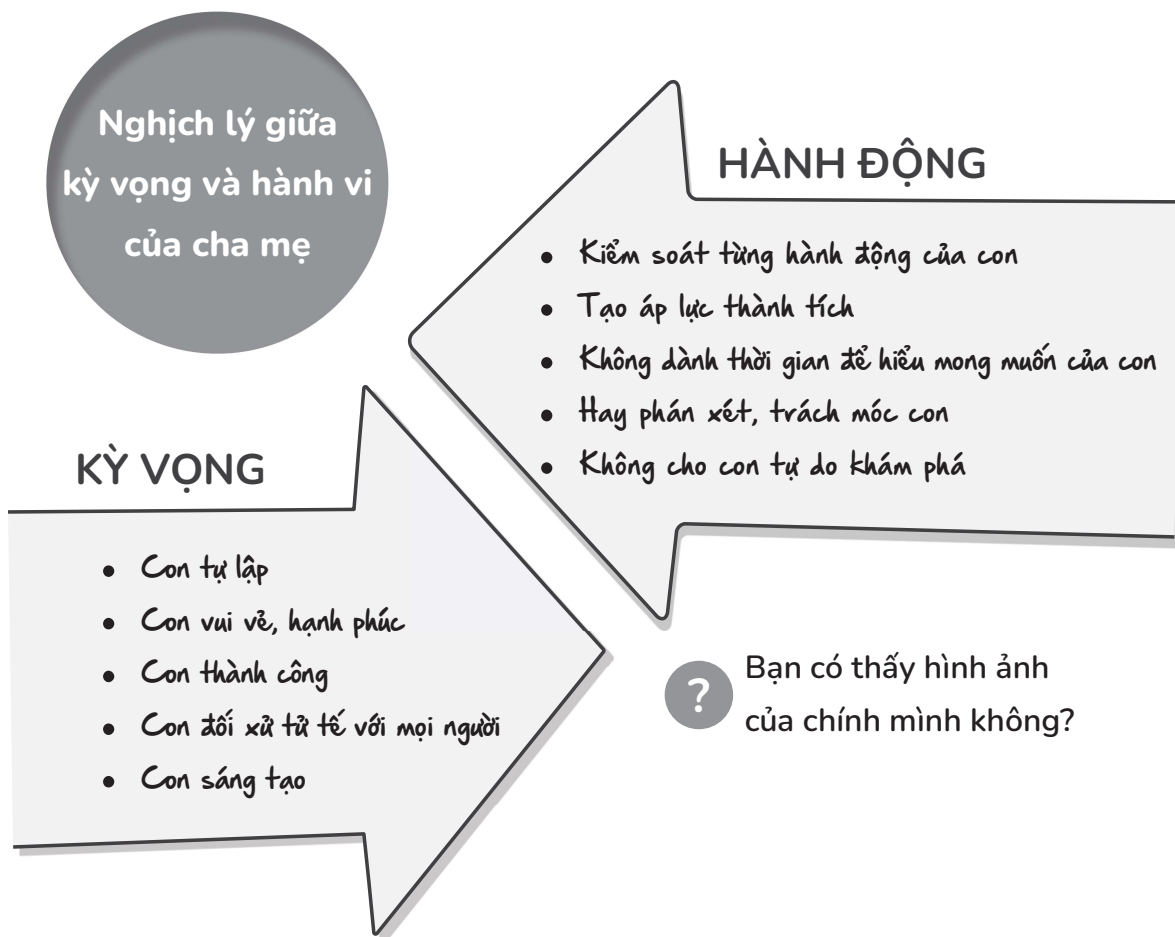 Nghịch lý giữa
kỳ vọng và hành vi
của cha mẹ
HÀNH ĐỘNG
• Kiểm soát từng hành động của con
• Tạo áp lực thành tích
• Không dành thời gian để hiểu mong muốn của con
• Hay phán xét, trách móc con
• Không cho con tự do khám phá
KỲ VỌNG
• Con tự lập
• Con vui vẻ, hạnh phúc
• Con thành công
• Con đối xử tử tế với mọi người
• Con sáng tạo
?
Bạn có thấy hình ảnh
của chính mình không?